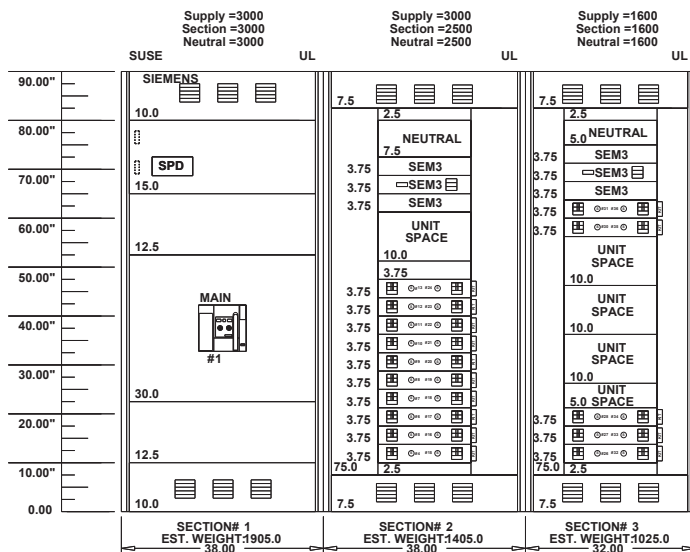 Supply =3000
Section =3000
Neutral =3000
Supply =3000
Section =2500
Neutral =2500
Supply =1600
Section =1600
Neutral =1600
SUSE
UL
UL
UL
90.00"
80.00"
70.00"
60.00"
50.00"
40.00"
30.00"
20.00"
10.00"
0.00
SIEMENS
10.0
SPD
15.0
12.5
MAIN
#1
30.0
12.5
10.0
7.5
2.5
NEUTRAL
7.5
3.75 SEM3
3.75 SEM3
3.75 SEM3
UNIT
SPACE
10.0
3.75
3.75
3.75
3.75
3.75
3.75
3.75
3.75
3.75
3.75
3.75
75.0 2.5
7.5
7.5
2.5
5.0 NEUTRAL
3.75 SEM3
3.75 SEM3
3.75 SEM3
3.75
3.75
UNIT
SPACE
10.0
UNIT
SPACE
10.0
UNIT
SPACE
10.0
UNIT
5.0 SPACE
3.75
3.75
3.75
75.0 2.5
7.5
SECTION# 1
EST. WEIGHT:1905.0
38.00
SECTION# 2
EST. WEIGHT:1405.0
38.00
SECTION# 3
EST. WEIGHT:1025.0
32.00